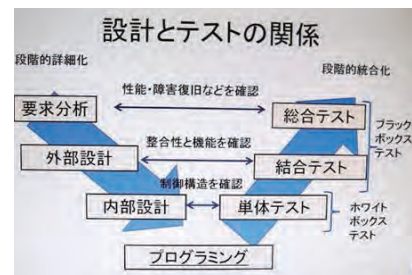 設計とテストの関係
段階的詳細化
段階的統合化
性能・障害復旧などを確認
要求分析
総合テスト
ブラック
ボックス
テスト
整合性と機能を確認
外部設計
結合テスト
制御構造を確認
内部設計
単体テスト
ホワイト
ボックス
テスト
プログラミング